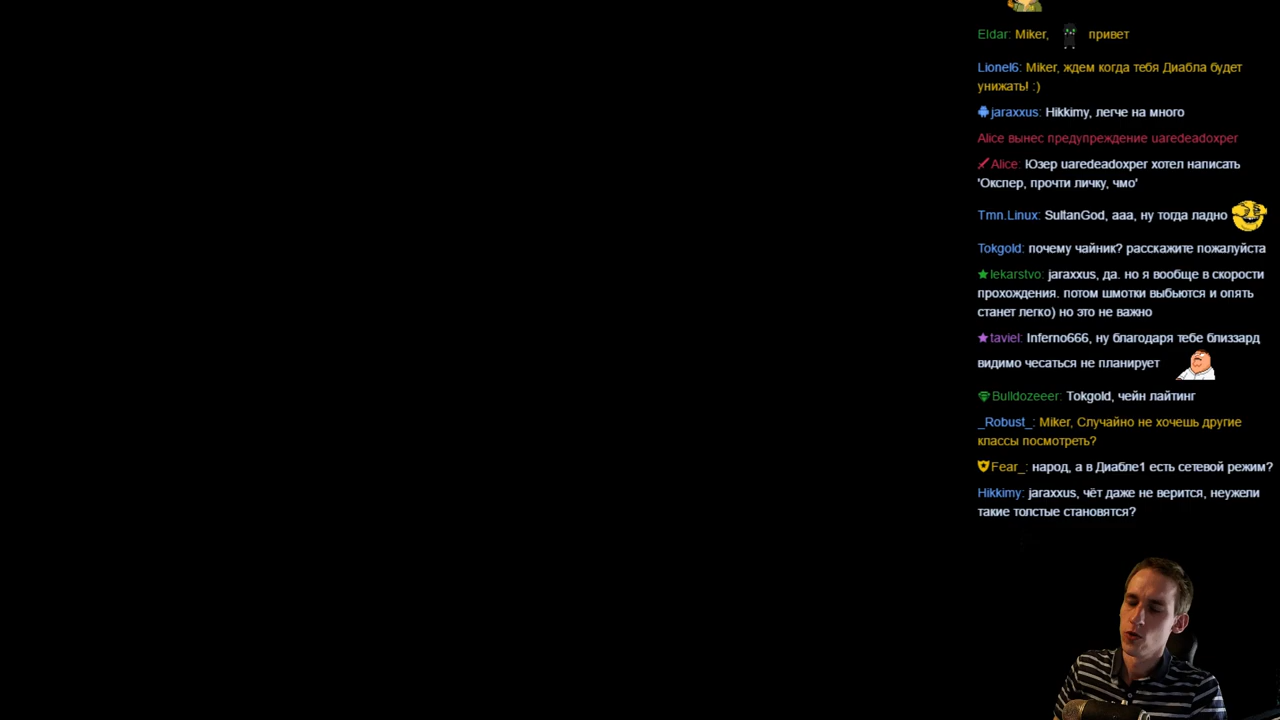 Eldar: Miker, привет
Lionel6: Miker, ждем когда тебя Диабла будет
унижать! :)
jaraxxus: Hikkimy, легче на много
Alice вынес предупреждение uaredeadoxper
Alice: Юзер uaredeadoxper хотел написать
'Окспер, прочти личку, чмо'
Tmn.Linux: SultanGod, ааа, ну тогда ладно
Tokgold: почему чайник? расскажите пожалуйста
lekarstvo: jaraxxus, да. но я вообще в скорости
прохождения. потом шмотки выбьются и опять
станет легко) но это не важно
taviel: Inferno666, ну благодаря тебе близзард
видимо чесаться не планирует
Bulldozeeer: Tokgold, чейн лайтинг
_Robust_: Miker, Случайно не хочешь другие
классы посмотреть?
Fear_: народ, а в Диабле1 есть сетевой режим?
Hikkimy: jaraxxus, чёт даже не верится, неужели
такие толстые становятся?